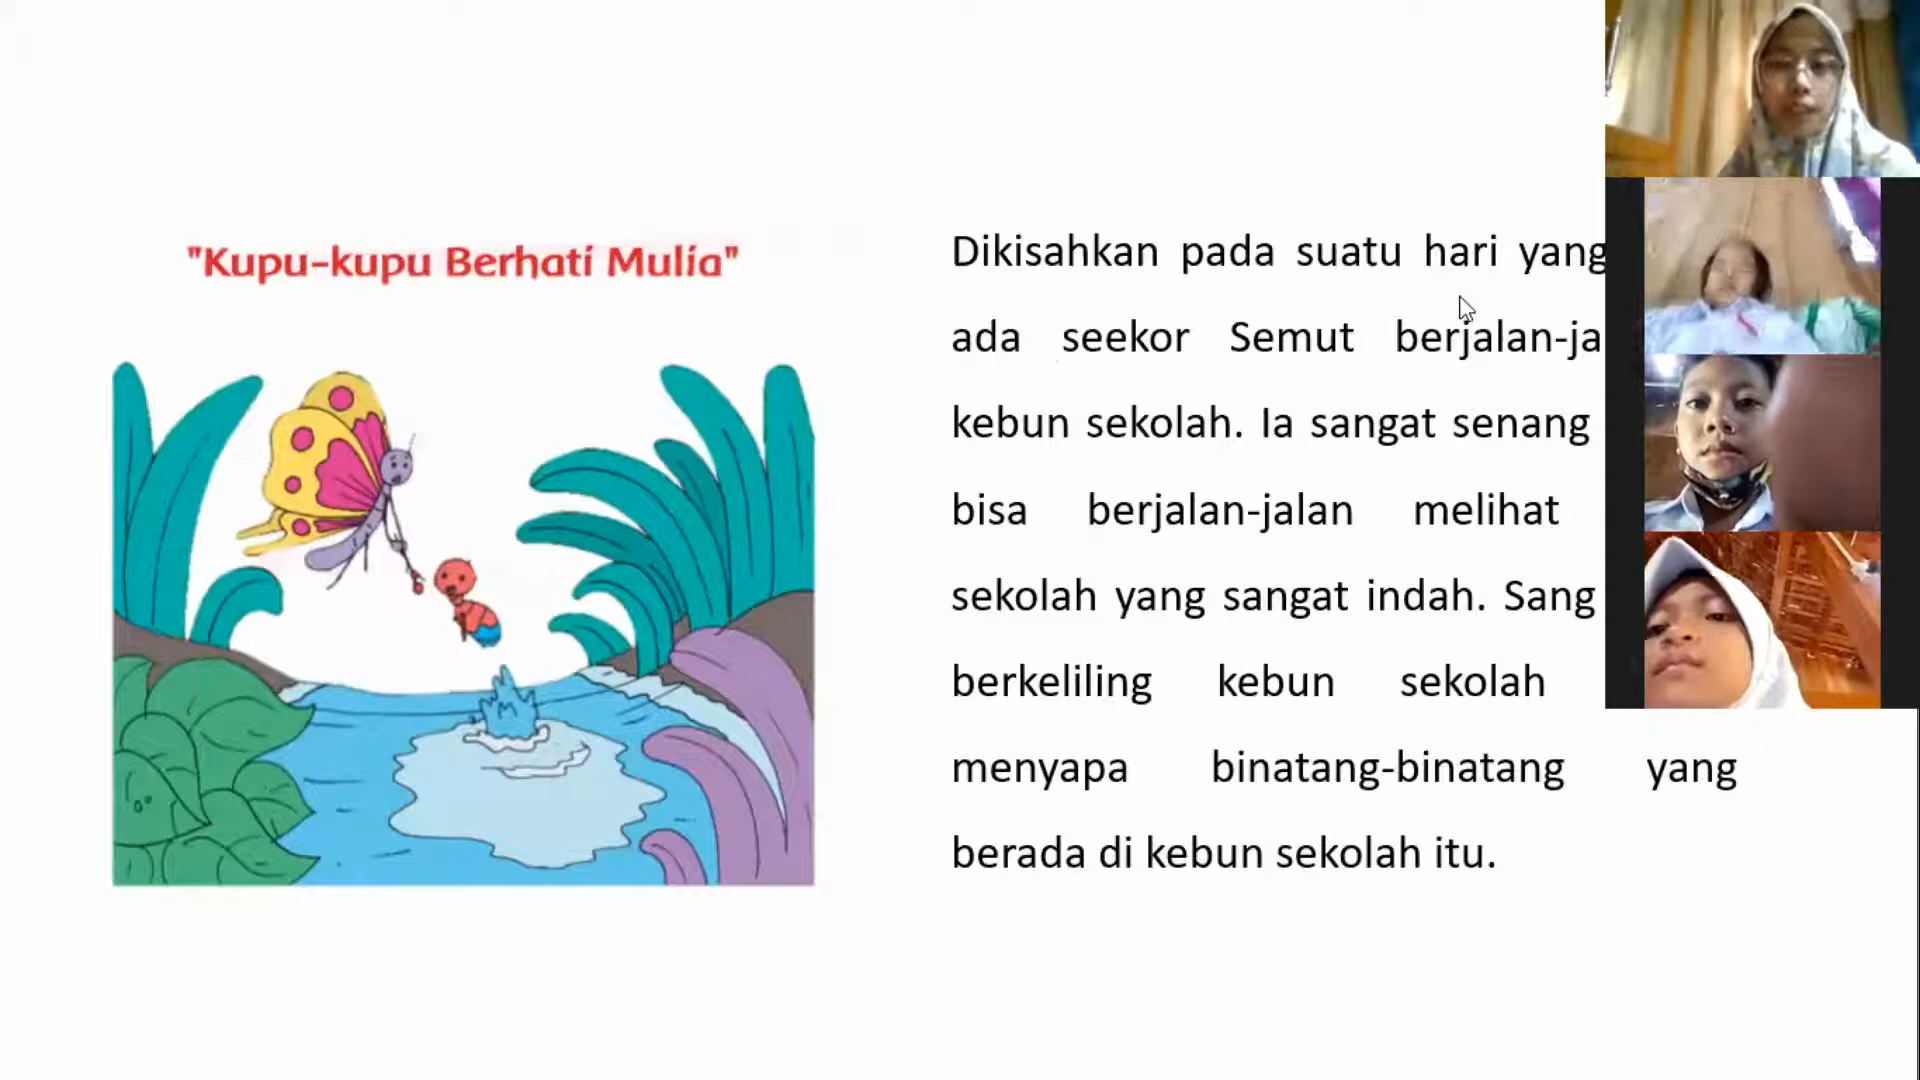 "Kupu-kupu Berhati Mulia"
Dikisahkan pada suatu hari yang
ada seekor Semut berjalan-ja
kebun sekolah. Ia sangat senang
bisa berjalan-jalan melihat
sekolah yang sangat indah. Sang
berkeliling kebun sekolah
menyapa binatang-binatang yang
berada di kebun sekolah itu.